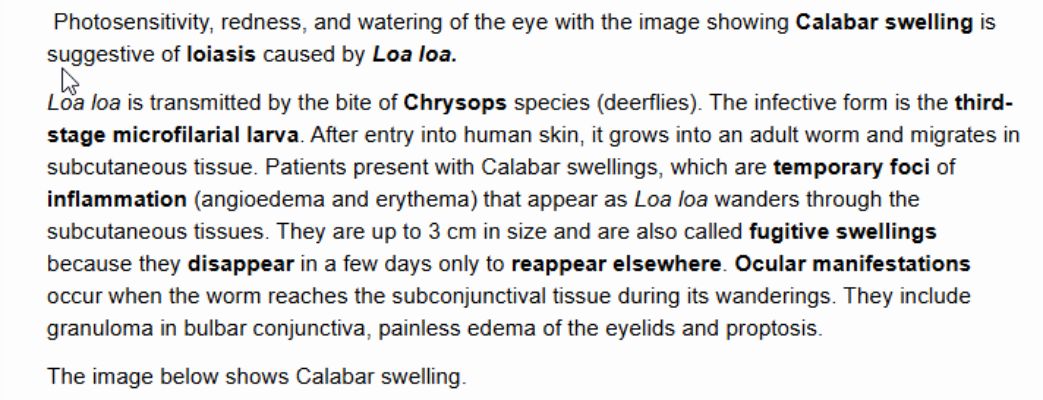 Photosensitivity, redness, and watering of the eye with the image showing Calabar swelling is
suggestive of loiasis caused by Loa loa.
Loa loa is transmitted by the bite of Chrysops species (deerflies). The infective form is the third-
stage microfilarial larva. After entry into human skin, it grows into an adult worm and migrates in
subcutaneous tissue. Patients present with Calabar swellings, which are temporary foci of
inflammation (angioedema and erythema) that appear as Loa loa wanders through the
subcutaneous tissues. They are up to 3 cm in size and are also called fugitive swellings
because they disappear in a few days only to reappear elsewhere. Ocular manifestations
occur when the worm reaches the subconjunctival tissue during its wanderings. They include
granuloma in bulbar conjunctiva, painless edema of the eyelids and proptosis.
The image below shows Calabar swelling.